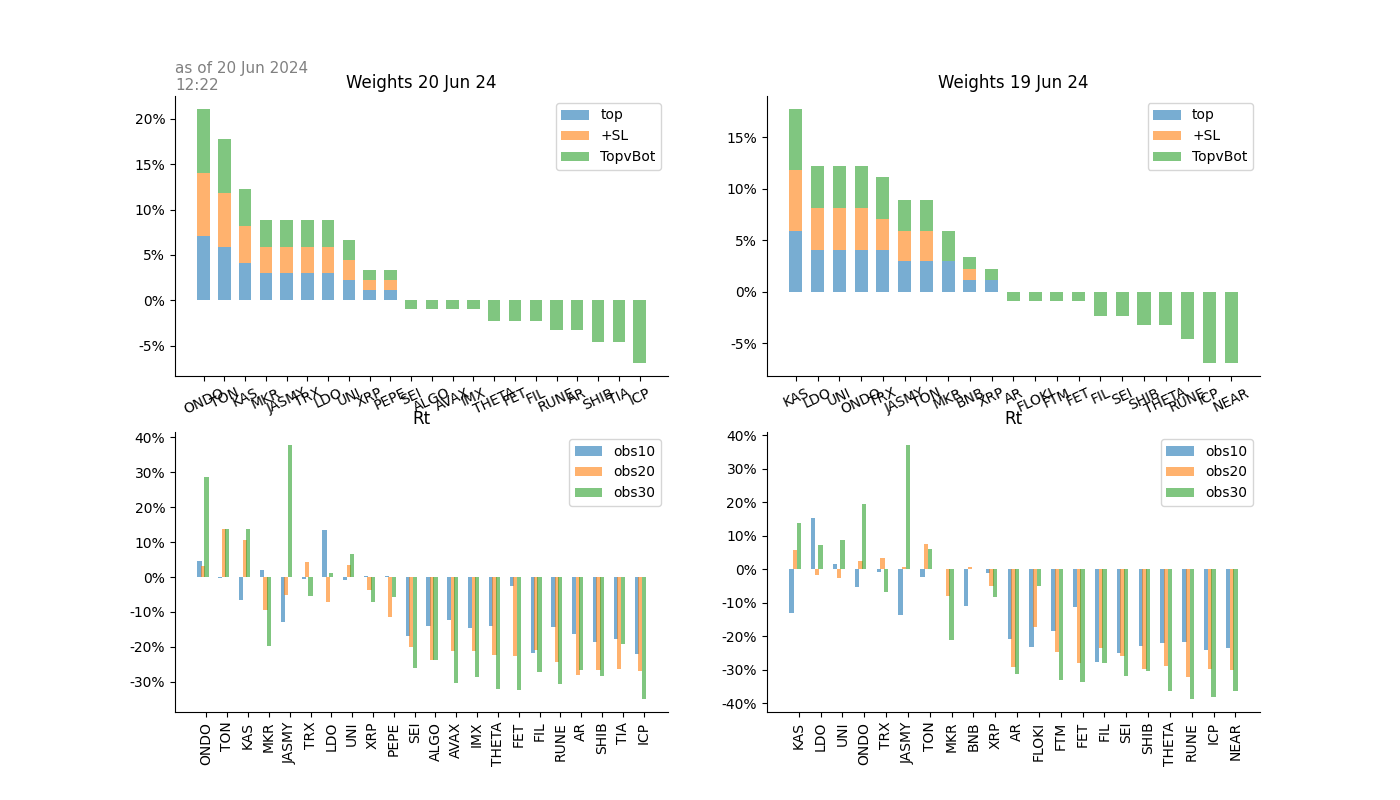 as of 20 Jun 2024
12:22
Weights 20 Jun 24
20%
15%
10%
5%
0%
-5%
top
+SL
TopvBot
ONDO TON KAS MKR JASMY TRX LDO UNI XRP PEPE SEI ALGO AVAX IMX THETA FET FIL RUNE AR SHIB TIA ICP
Weights 19 Jun 24
15%
10%
5%
0%
-5%
top
+SL
TopvBot
KAS LDO UNI ONDO TRX JASMY TON MKR BNB XRP AR FLOKI FTM FET FIL SEI SHIB THETA RUNE ICP NEAR
Rt
40%
30%
20%
10%
0%
-10%
-20%
-30%
obs10
obs20
obs30
ONDO TON KAS MKR JASMY TRX LDO UNI XRP PEPE SEI ALGO AVAX IMX THETA FET FIL RUNE AR SHIB TIA ICP
Rt
40%
30%
20%
10%
0%
-10%
-20%
-30%
-40%
obs10
obs20
obs30
KAS LDO UNI ONDO TRX JASMY TON MKR BNB XRP AR FLOKI FTM FET FIL SEI SHIB THETA RUNE ICP NEAR